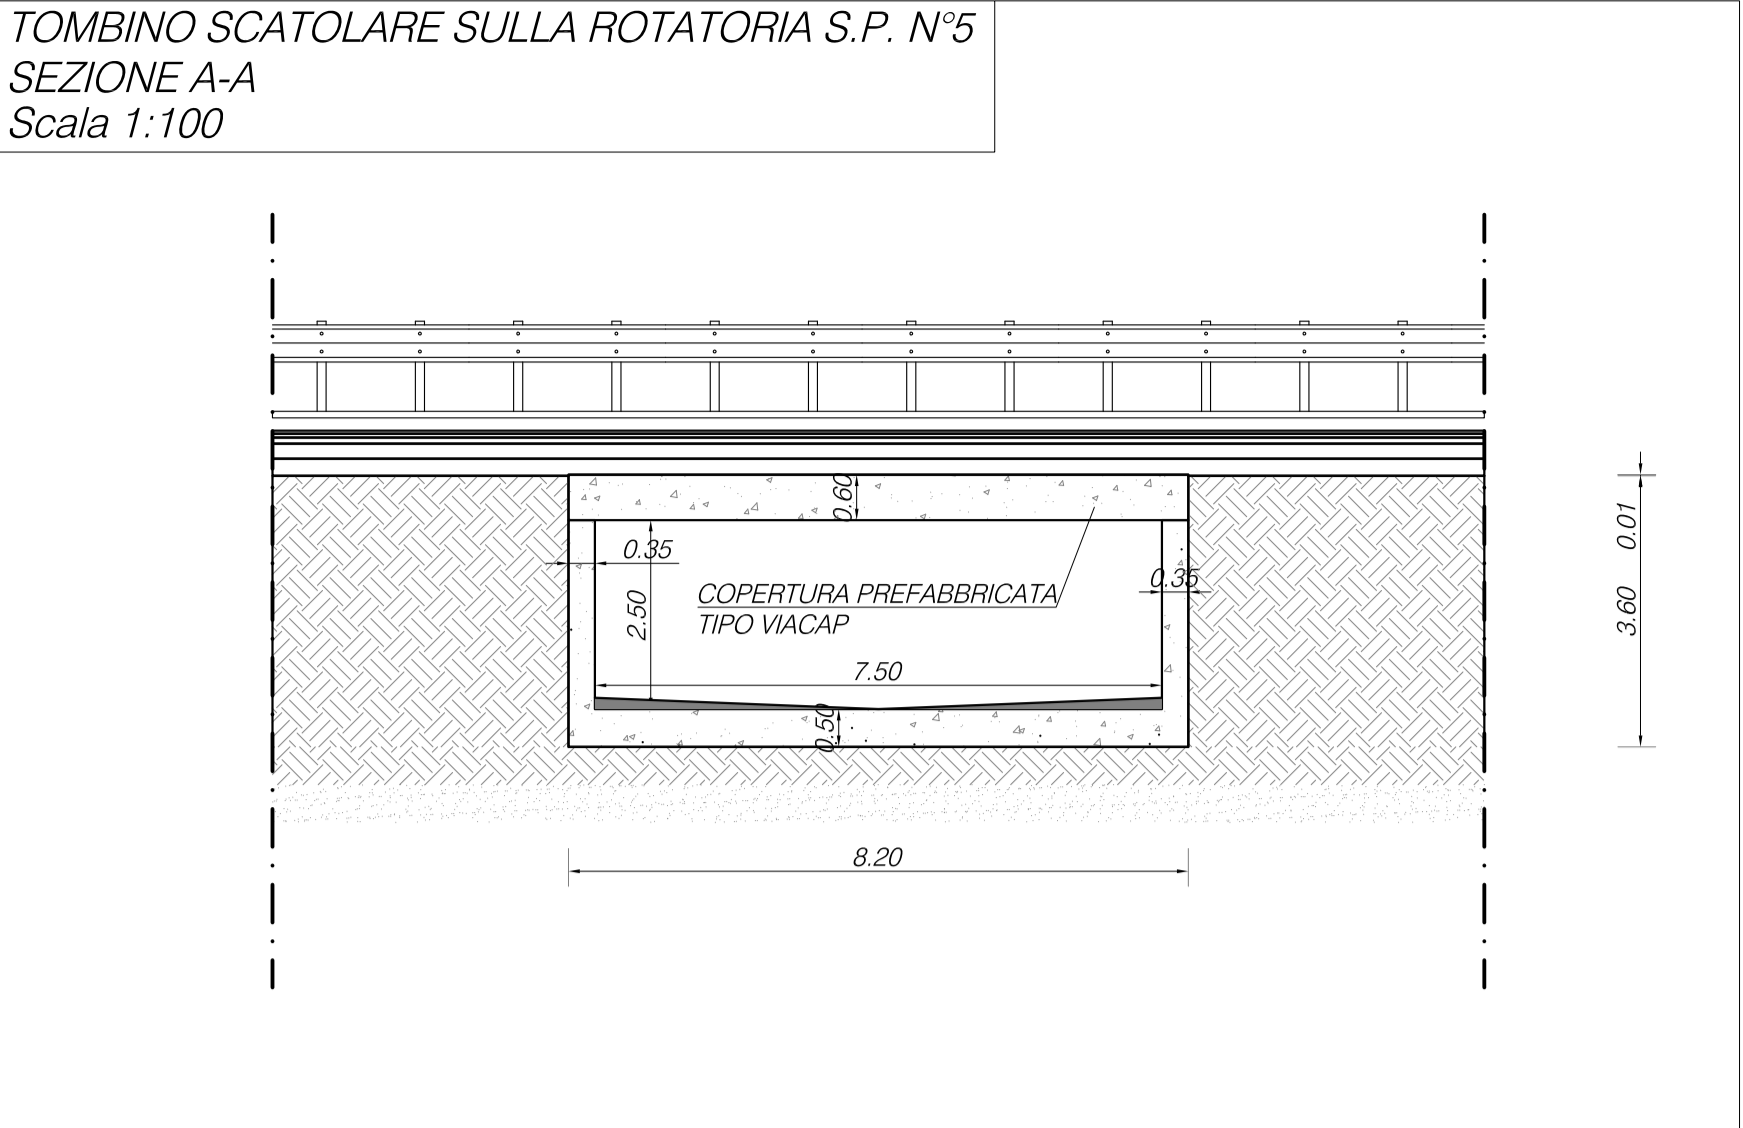 TOMBINO SCATOLARE SULLA ROTATORIA S.P. N°5
SEZIONE A-A
Scala 1:100
0.60
0.01
3.60
0.35
0.35
2.50
COPERTURA PREFABBRICATA
TIPO VIACAP
7.50
0.50
8.20